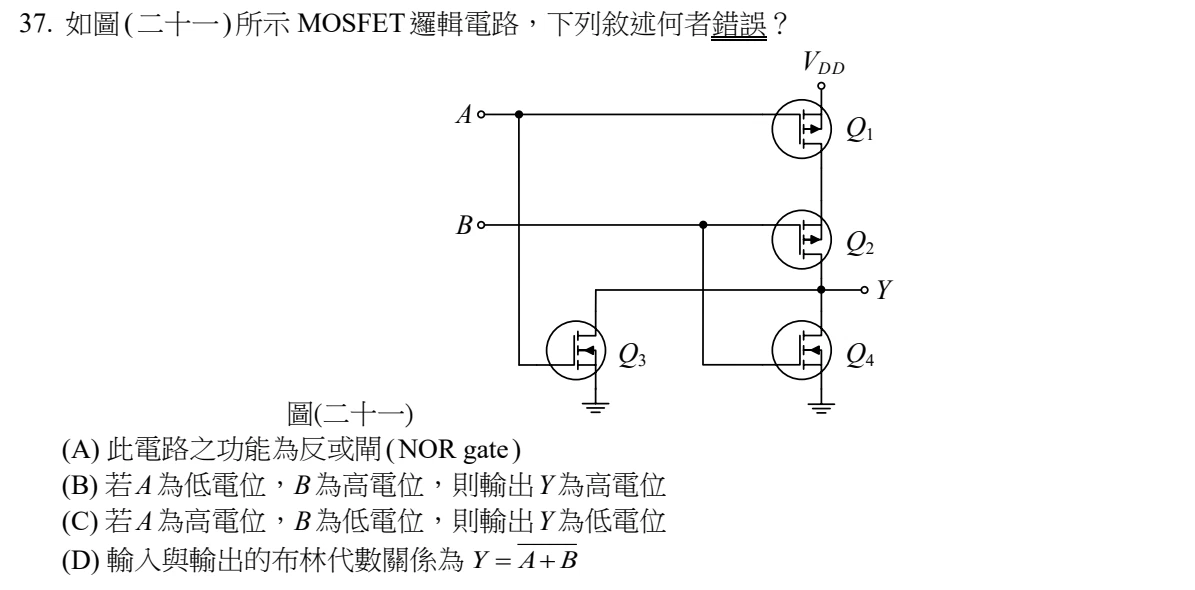 37. 如圖(二十一)所示 MOSFET 邏輯電路，下列敘述何者錯誤？
V_DD
A
Q₁
B
Q₂
Y
Q₃
Q₄
圖(二十一)
(A) 此電路之功能為反或閘(NOR gate)
(B) 若A為低電位，B為高電位，則輸出Y為高電位
(C) 若A為高電位，B為低電位，則輸出Y為低電位
(D) 輸入與輸出的布林代數關係為 Y = \overline{A+B}